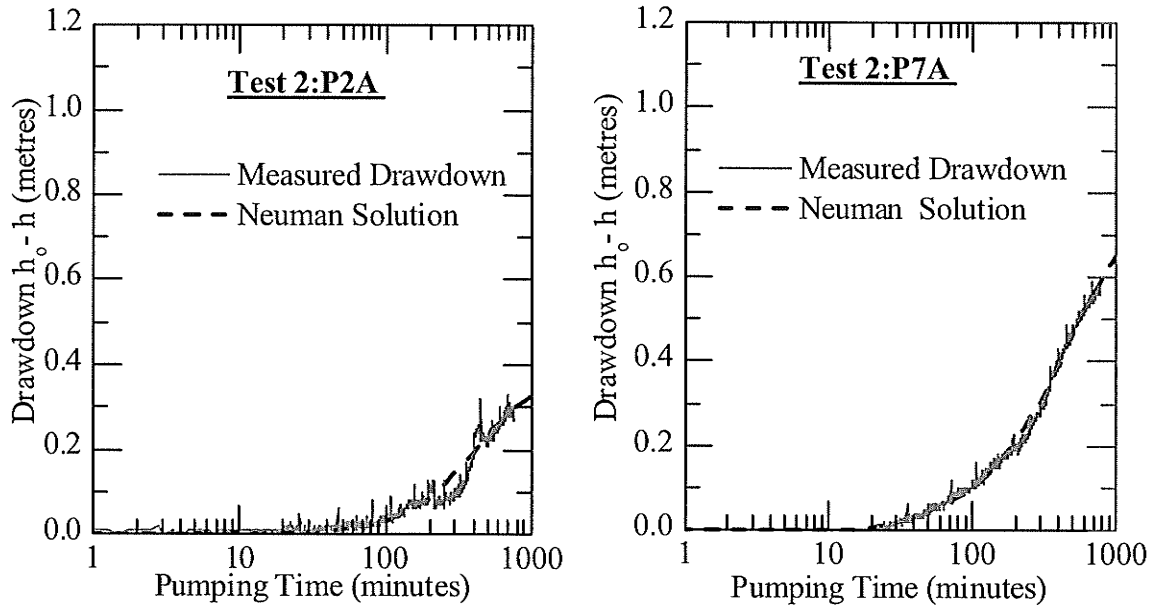 1.2
1.0
0.8
0.6
0.4
0.2
0.0
Drawdown ho - h (metres)
Test 2:P2A
Measured Drawdown
Neuman Solution
1 10 100 1000
Pumping Time (minutes)
1.2
1.0
0.8
0.6
0.4
0.2
0.0
Drawdown ho - h (metres)
Test 2:P7A
Measured Drawdown
Neuman Solution
1 10 100 1000
Pumping Time (minutes)